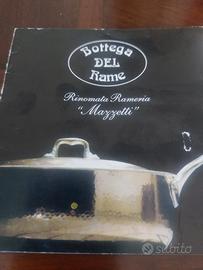 Bottega
DEL
Rame
Rinomata Rameria
"Mazzetti"
subito